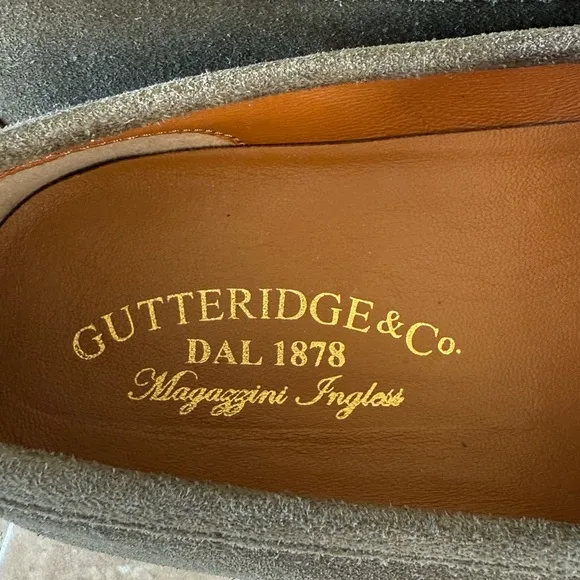 GUTTERIDGE & Co.
DAL 1878
Magazzini Inglesi